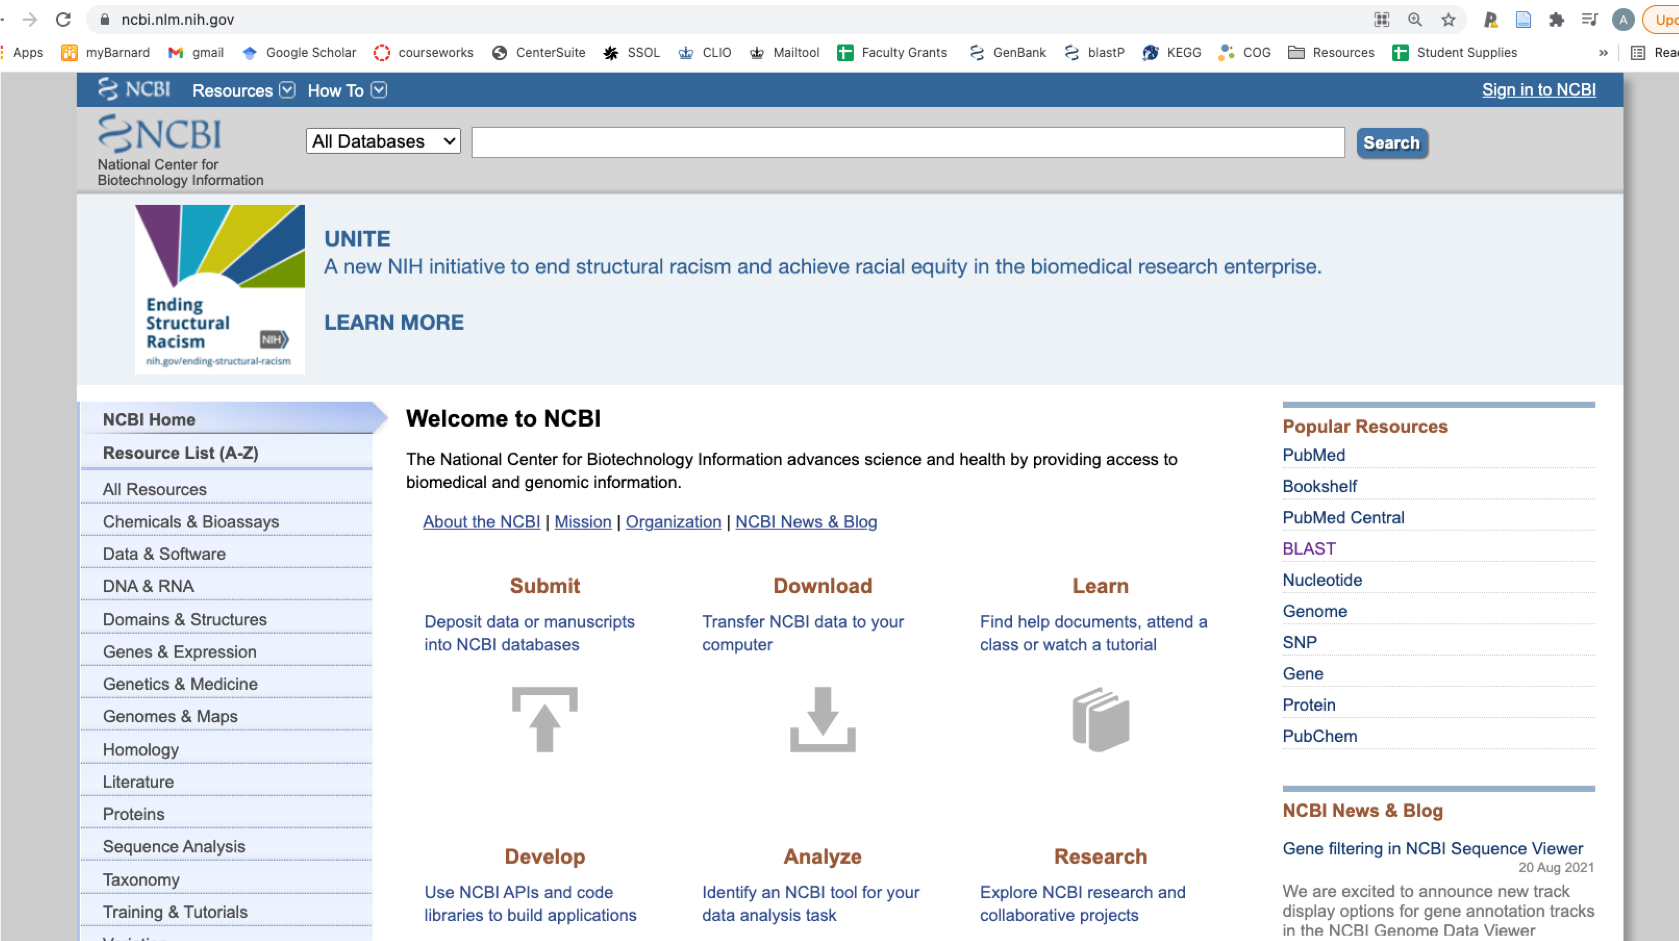 ncbi.nlm.nih.gov
A
Apps myBarnard gmail Google Scholar courseworks CenterSuite SSOL CLIO Mailtool Faculty Grants GenBank blastP KEGG COG Resources Student Supplies »
NCBI Resources How To Sign in to NCBI
NCBI
National Center for
Biotechnology Information
All Databases Search
Ending
Structural
Racism NIH
nih.gov/ending-structural-racism
UNITE
A new NIH initiative to end structural racism and achieve racial equity in the biomedical research enterprise.
LEARN MORE
NCBI Home
Resource List (A-Z)
All Resources
Chemicals & Bioassays
Data & Software
DNA & RNA
Domains & Structures
Genes & Expression
Genetics & Medicine
Genomes & Maps
Homology
Literature
Proteins
Sequence Analysis
Taxonomy
Training & Tutorials
Welcome to NCBI
The National Center for Biotechnology Information advances science and health by providing access to
biomedical and genomic information.
About the NCBI | Mission | Organization | NCBI News & Blog
Submit
Deposit data or manuscripts
into NCBI databases
Download
Transfer NCBI data to your
computer
Learn
Find help documents, attend a
class or watch a tutorial
Develop
Use NCBI APIs and code
libraries to build applications
Analyze
Identify an NCBI tool for your
data analysis task
Research
Explore NCBI research and
collaborative projects
Popular Resources
PubMed
Bookshelf
PubMed Central
BLAST
Nucleotide
Genome
SNP
Gene
Protein
PubChem
NCBI News & Blog
Gene filtering in NCBI Sequence Viewer
20 Aug 2021
We are excited to announce new track
display options for gene annotation tracks
in the NCBI Genome Data Viewer